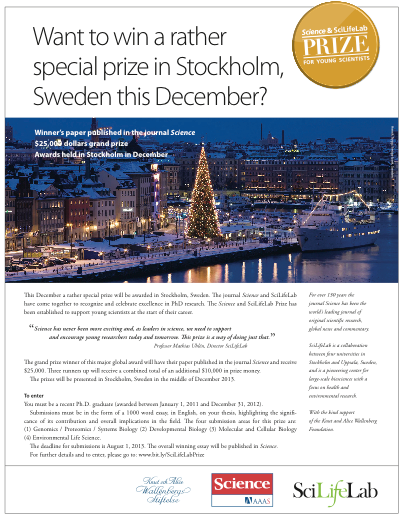 Want to win a rather
special prize in Stockholm,
Sweden this December?
Science & SciLifeLab
PRIZE
FOR YOUNG SCIENTISTS
Winner's paper published in the journal Science
$25,000 dollars grand prize
Awards held in Stockholm in December
This December a rather special prize will be awarded in Stockholm, Sweden. The journal Science and SciLifeLab
have come together to recognize and celebrate excellence in PhD research. The Science and SciLifeLab Prize has
been established to support young scientists at the start of their career.
“Science has never been more exciting and, as leaders in science, we need to support
and encourage young researchers today and tomorrow. This prize is a way of doing just that.”
Professor Mathias Uhlén, Director SciLifeLab
The grand prize winner of this major global award will have their paper published in the journal Science and receive
$25,000. Three runners up will receive a combined total of an additional $10,000 in prize money.
The prizes will be presented in Stockholm, Sweden in the middle of December 2013.
To enter
You must be a recent Ph.D. graduate (awarded between January 1, 2011 and December 31, 2012).
Submissions must be in the form of a 1000 word essay, in English, on your thesis, highlighting the signifi-
cance of its contribution and overall implications in the field. The four submission areas for this prize are:
(1) Genomics / Proteomics / Systems Biology (2) Developmental Biology (3) Molecular and Cellular Biology
(4) Environmental Life Science.
The deadline for submissions is August 1, 2013. The overall winning essay will be published in Science.
For further details and to enter, please go to: www.bit.ly/SciLifeLabPrize
For over 130 years the
journal Science has been the
world's leading journal of
original scientific research,
global news and commentary.
SciLifeLab is a collaboration
between four universities in
Stockholm and Uppsala, Sweden,
and is a pioneering center for
large-scale biosciences with a
focus on health and
environmental research.
With the kind support
of the Knut and Alice Wallenberg
Foundation.
Knut och Alice
Wallenbergs
Stiftelse
Science
AAAS
SciLifeLab